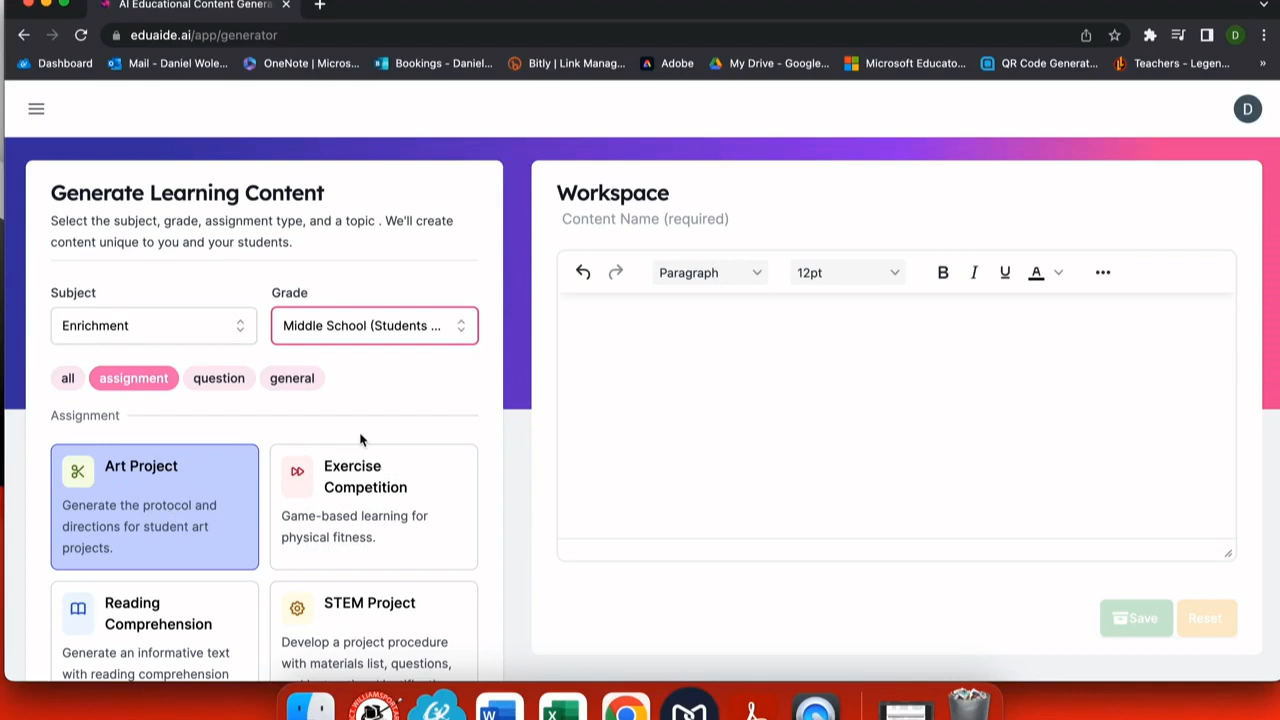 AI Educational Content Genera
eduaide.ai/app/generator
D
Dashboard
Mail - Daniel Wole...
OneNote | Micros...
Bookings - Daniel...
Bitly | Link Manag...
Adobe
My Drive - Google...
Microsoft Educato...
QR Code Generat...
Teachers - Legen...
»
D
Generate Learning Content
Select the subject, grade, assignment type, and a topic . We'll create
content unique to you and your students.
Subject
Grade
Enrichment
Middle School (Students ...
all
assignment
question
general
Assignment
Art Project
Generate the protocol and
directions for student art
projects.
Exercise
Competition
Game-based learning for
physical fitness.
Reading
Comprehension
Generate an informative text
with reading comprehension
STEM Project
Develop a project procedure
with materials list, questions,
Workspace
Content Name (required)
Paragraph
12pt
B
I
U
A
Save
Reset